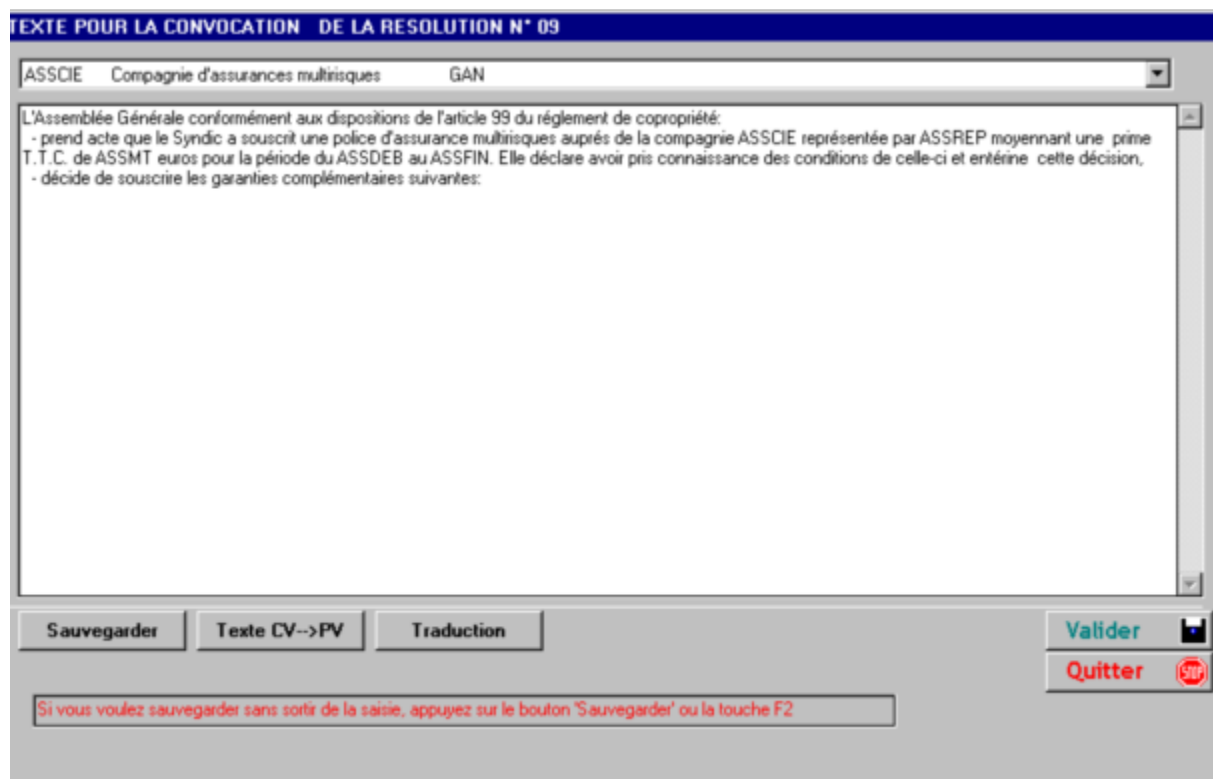 TEXTE POUR LA CONVOCATION DE LA RESOLUTION N° 09
ASSCIE Compagnie d'assurances multirisques GAN
L'Assemblée Générale conformément aux dispositions de l'article 99 du réglement de copropriété:
- prend acte que le Syndic a souscrit une police d'assurance multirisques auprés de la compagnie ASSCIE représentée par ASSREP moyennant une prime
T.T.C. de ASSMT euros pour la période du ASSDEB au ASSFIN. Elle déclare avoir pris connaissance des conditions de celle-ci et entérine cette décision,
- décide de souscrire les garanties complémentaires suivantes:
Sauvegarder Texte CV-->PV Traduction Valider
Quitter STOP
Si vous voulez sauvegarder sans sortir de la saisie, appuyez sur le bouton 'Sauvegarder' ou la touche F2